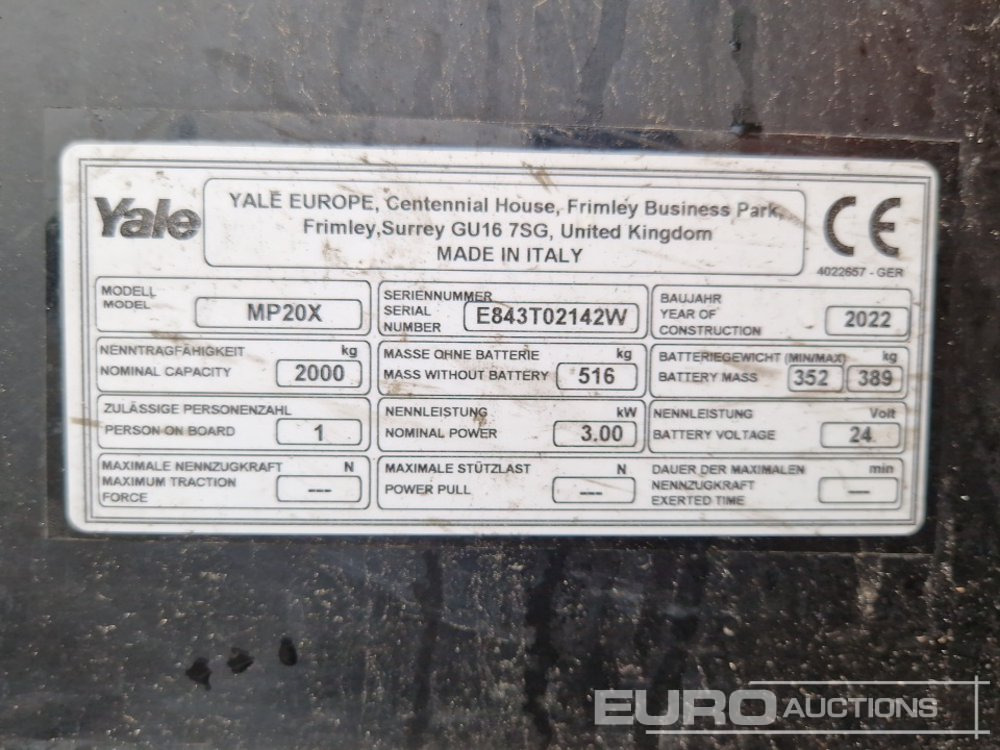 Yale
YALE EUROPE, Centennial House, Frimley Business Park,
Frimley,Surrey GU16 7SG, United Kingdom
MADE IN ITALY
CE
4022657 - GER
MODELL
MODEL
MP20X
SERIENNUMMER
SERIAL
NUMBER
E843T02142W
BAUJAHR
YEAR OF
CONSTRUCTION
2022
NENNTRAGFÄHIGKEIT kg
NOMINAL CAPACITY 2000
MASSE OHNE BATTERIE kg
MASS WITHOUT BATTERY 516
BATTERIEGEWICHT (MIN/MAX) kg
BATTERY MASS 352 389
ZULÄSSIGE PERSONENZAHL
PERSON ON BOARD 1
NENNLEISTUNG kW
NOMINAL POWER 3.00
NENNLEISTUNG Volt
BATTERY VOLTAGE 24
MAXIMALE NENNZUGKRAFT N
MAXIMUM TRACTION
FORCE ---
MAXIMALE STÜTZLAST N
POWER PULL ---
DAUER DER MAXIMALEN min
NENNZUGKRAFT
EXERTED TIME ---
EURO AUCTIONS